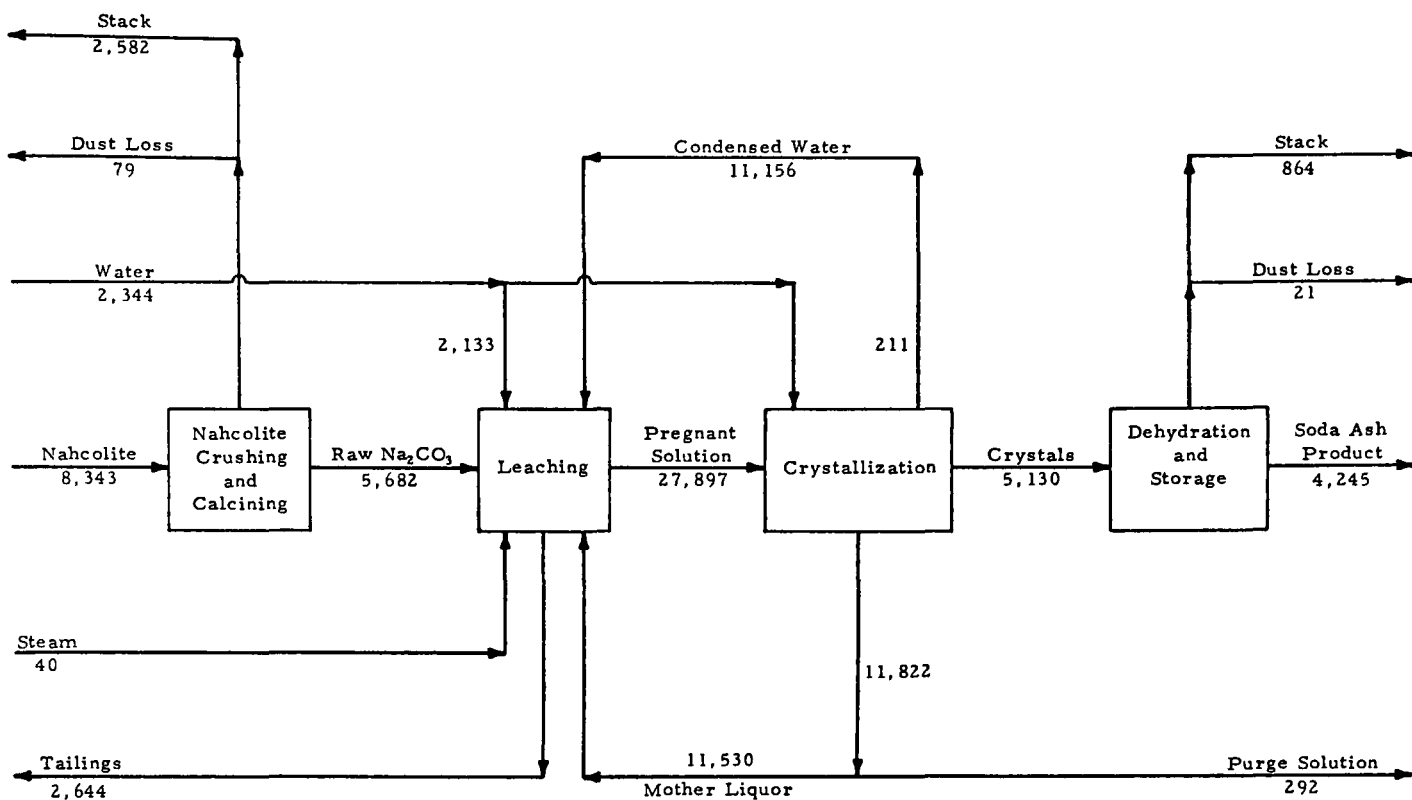 Stack
2,582
Dust Loss
79
Condensed Water
11,156
Stack
864
Water
2,344
Dust Loss
21
2,133
211
Nahcolite
8,343
Nahcolite
Crushing
and
Calcining
Raw Na₂CO₃
5,682
Leaching
Pregnant
Solution
27,897
Crystallization
Crystals
5,130
Dehydration
and
Storage
Soda Ash
Product
4,245
Steam
40
11,822
Tailings
2,644
11,530
Mother Liquor
Purge Solution
292